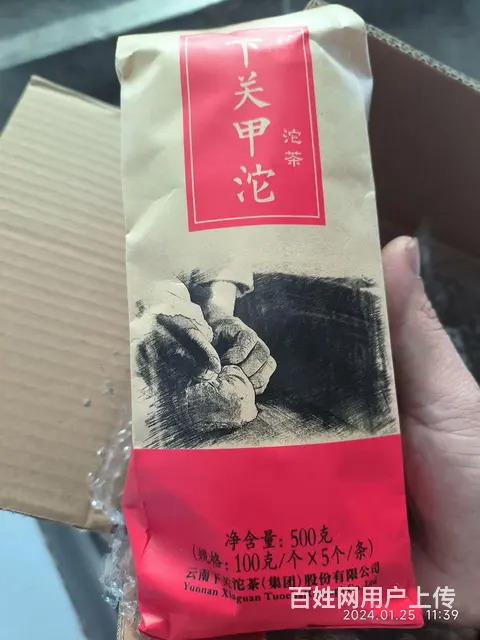 下关甲沱
沱茶
净含量：500克
(规格：100克/个×5个/条)
云南下关沱茶(集团)股份有限公司
Yunnan Xiaguan Tuocha
百姓网用户上传
2024.01.25 11:39